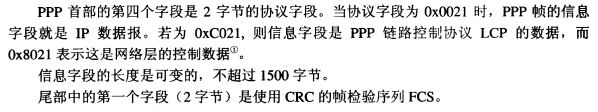 PPP 首部的第四个字段是 2 字节的协议字段。当协议字段为 0x0021 时，PPP 帧的信息
字段就是 IP 数据报。若为 0xC021, 则信息字段是 PPP 链路控制协议 LCP 的数据，而
0x8021 表示这是网络层的控制数据①。
信息字段的长度是可变的，不超过 1500 字节。
尾部中的第一个字段（2 字节）是使用 CRC 的帧检验序列 FCS。